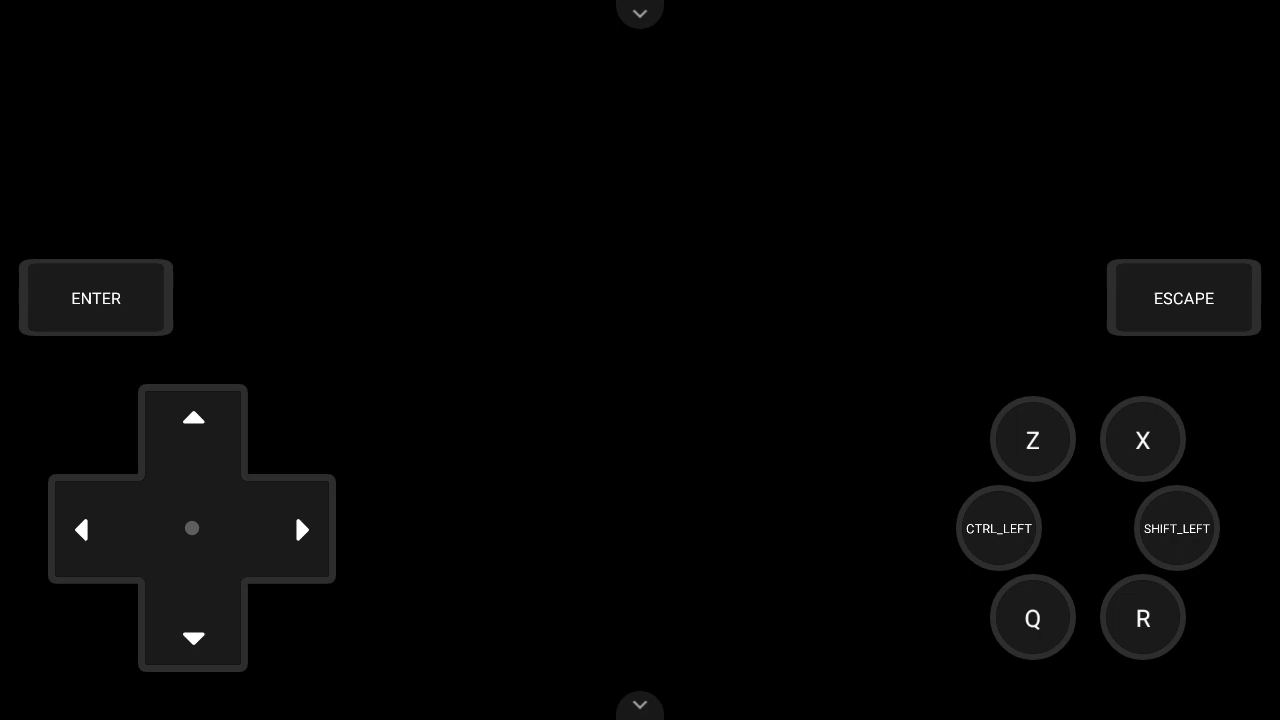 ENTER
ESCAPE
Z
X
CTRL_LEFT
SHIFT_LEFT
Q
R